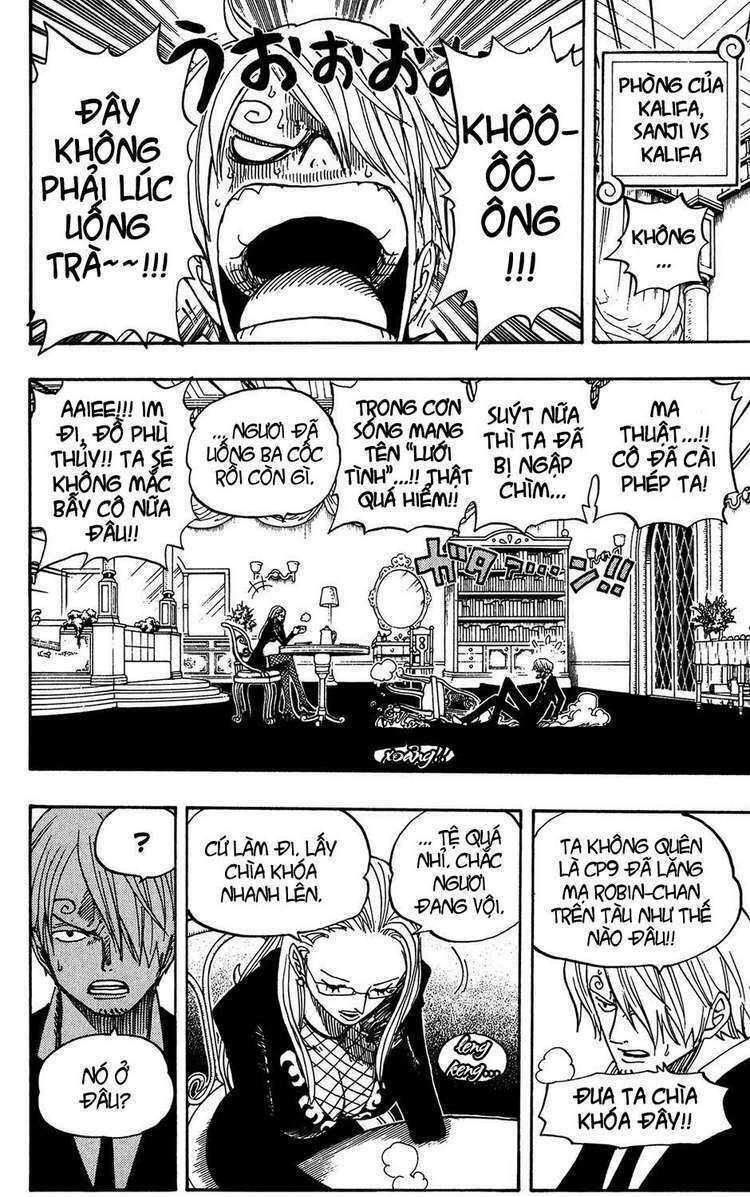 PHÒNG CỦA
KALIFA,
SANJI VS
KALIFA
KHÔNG
...
KHÔÔ-
ÔÔ-
ÔNG
!!!
うおおおお
ĐÂY
KHÔNG
PHẢI LÚC
UỐNG
TRÀ~~!!!
MA
THUẬT...!!
CÔ ĐÃ CÀI
PHÉP TA!
SUÝT NỮA
THÌ TA ĐÃ
BỊ NGẬP
CHÌM...
TRONG CƠN
SÓNG MANG
TÊN “LƯỚI
TÌNH”...!! THẬT
QUÁ HIỂM!!
... NGƯƠI ĐÃ
UỐNG BA CỐC
RỒI CÒN GÌ.
AAIEE!!! IM
ĐI, ĐỒ PHÙ
THỦY!! TA SẼ
KHÔNG MẮC
BẪY CÔ NỮA
ĐÂU!!
ガタァ...ン!!
xoảng!!!
TA KHÔNG QUÊN
LÀ CP9 ĐÃ LĂNG
MẠ ROBIN-CHAN
TRÊN TÀU NHƯ THẾ
NÀO ĐÂU!!
ĐƯA TA CHÌA
KHÓA ĐÂY!!
... TỆ QUÁ
NHỈ. CHẮC
NGƯƠI
ĐANG VỘI.
CỨ LÀM ĐI. LẤY
CHÌA KHÓA
NHANH LÊN.
leng
keng...
?
NÓ Ở
ĐÂU?